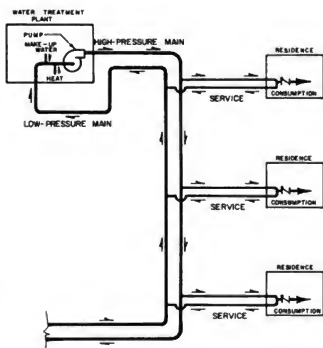 WATER TREATMENT
PLANT
PUMP
MAKE-UP
WATER
HEAT
HIGH-PRESSURE MAIN
LOW-PRESSURE MAIN
RESIDENCE
CONSUMPTION
SERVICE
RESIDENCE
CONSUMPTION
SERVICE
RESIDENCE
CONSUMPTION
SERVICE